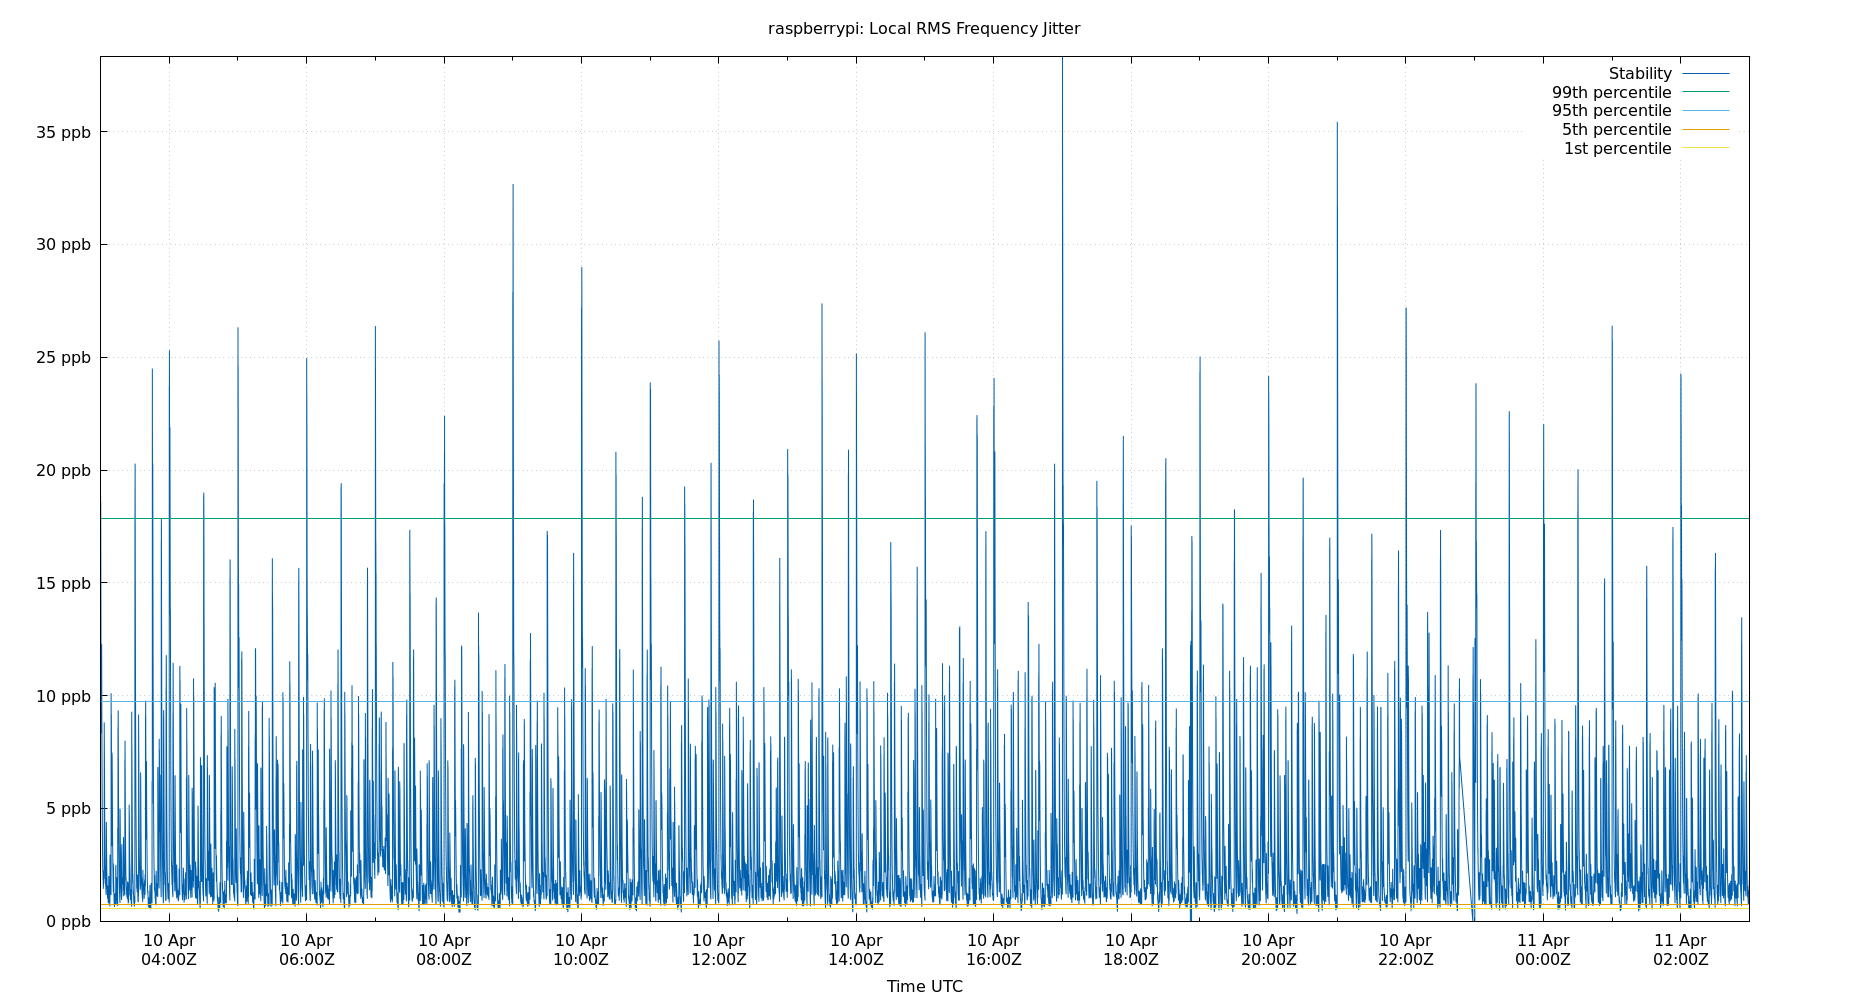 raspberrypi: Local RMS Frequency Jitter
Stability
99th percentile
95th percentile
5th percentile
1st percentile
35 ppb
30 ppb
25 ppb
20 ppb
15 ppb
10 ppb
5 ppb
0 ppb
10 Apr 10 Apr 10 Apr 10 Apr 10 Apr 10 Apr 10 Apr 10 Apr 10 Apr 10 Apr 11 Apr 11 Apr
04:00Z 06:00Z 08:00Z 10:00Z 12:00Z 14:00Z 16:00Z 18:00Z 20:00Z 22:00Z 00:00Z 02:00Z
Time UTC